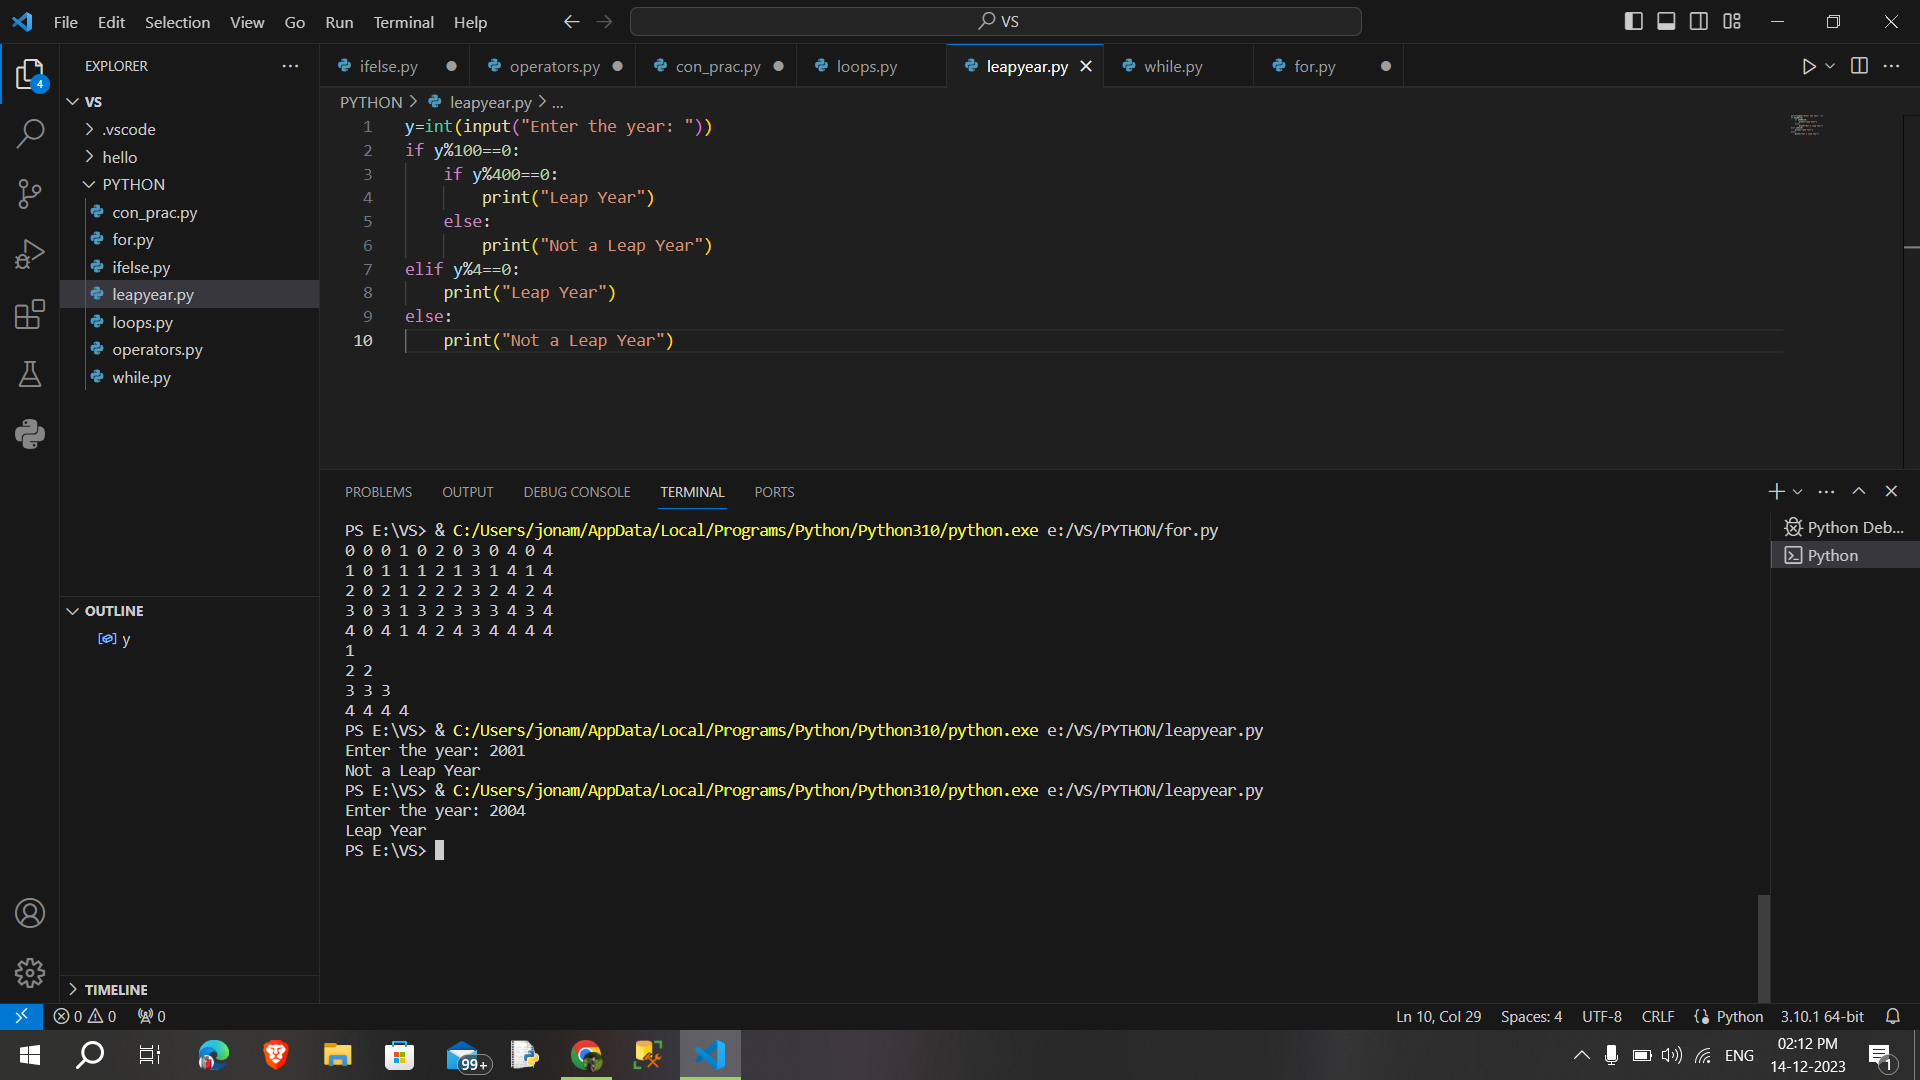 File Edit Selection View Go Run Terminal Help
VS
EXPLORER
VS
.vscode
hello
PYTHON
con_prac.py
for.py
ifelse.py
leapyear.py
loops.py
operators.py
while.py
OUTLINE
y
TIMELINE
4
ifelse.py operators.py con_prac.py loops.py leapyear.py while.py for.py
PYTHON > leapyear.py > ...
1 y=int(input("Enter the year: "))
2 if y%100==0:
3 if y%400==0:
4 print("Leap Year")
5 else:
6 print("Not a Leap Year")
7 elif y%4==0:
8 print("Leap Year")
9 else:
10 print("Not a Leap Year")
PROBLEMS OUTPUT DEBUG CONSOLE TERMINAL PORTS
PS E:\VS> & C:/Users/jonam/AppData/Local/Programs/Python/Python310/python.exe e:/VS/PYTHON/for.py
0 0 0 1 0 2 0 3 0 4 0 4
1 0 1 1 1 2 1 3 1 4 1 4
2 0 2 1 2 2 2 3 2 4 2 4
3 0 3 1 3 2 3 3 3 4 3 4
4 0 4 1 4 2 4 3 4 4 4 4
1
2 2
3 3 3
4 4 4 4
PS E:\VS> & C:/Users/jonam/AppData/Local/Programs/Python/Python310/python.exe e:/VS/PYTHON/leapyear.py
Enter the year: 2001
Not a Leap Year
PS E:\VS> & C:/Users/jonam/AppData/Local/Programs/Python/Python310/python.exe e:/VS/PYTHON/leapyear.py
Enter the year: 2004
Leap Year
PS E:\VS>
Python Deb...
Python
0 0 0 Ln 10, Col 29 Spaces: 4 UTF-8 CRLF Python 3.10.1 64-bit
99+ ENG
02:12 PM
14-12-2023
1